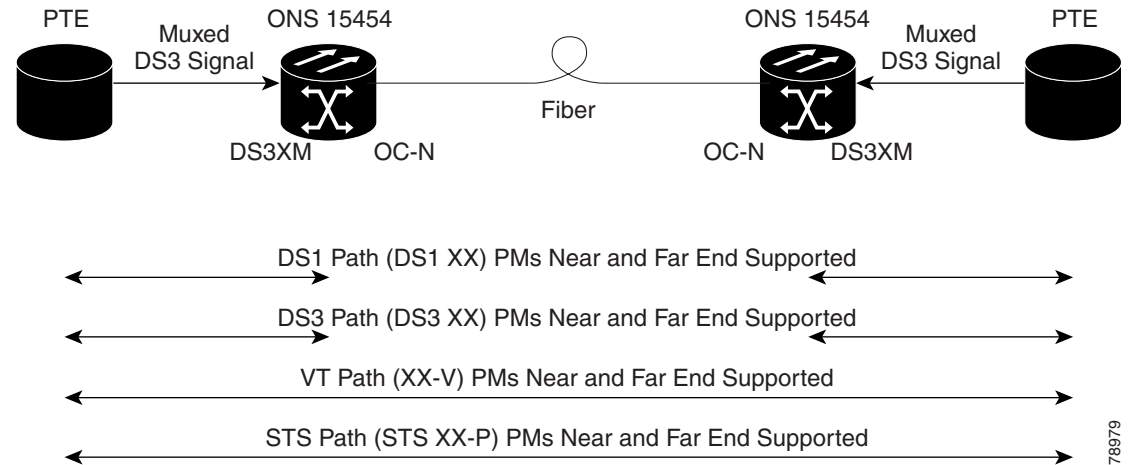 PTE
ONS 15454
ONS 15454
PTE
Muxed
DS3 Signal
Muxed
DS3 Signal
Fiber
DS3XM
OC-N
OC-N
DS3XM
DS1 Path (DS1 XX) PMs Near and Far End Supported
DS3 Path (DS3 XX) PMs Near and Far End Supported
VT Path (XX-V) PMs Near and Far End Supported
STS Path (STS XX-P) PMs Near and Far End Supported
78979